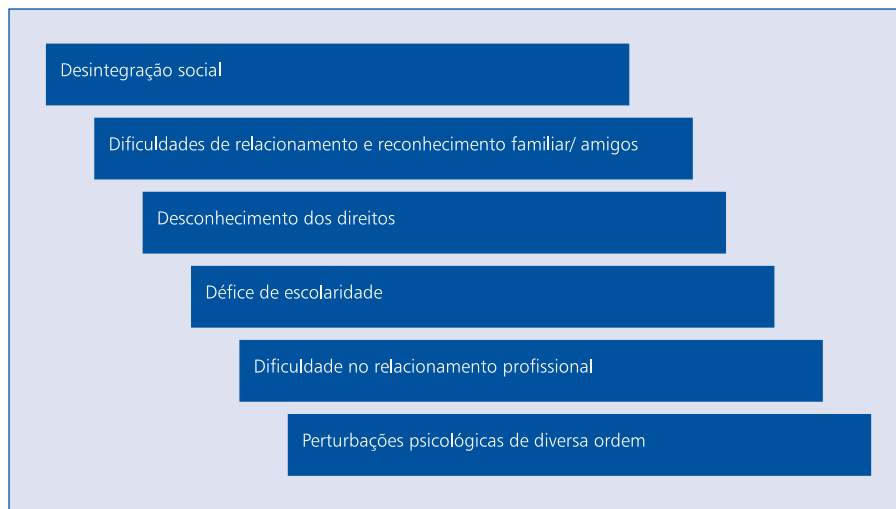 Desintegração social
Dificuldades de relacionamento e reconhecimento familiar/ amigos
Desconhecimento dos direitos
Défice de escolaridade
Dificuldade no relacionamento profissional
Perturbações psicológicas de diversa ordem